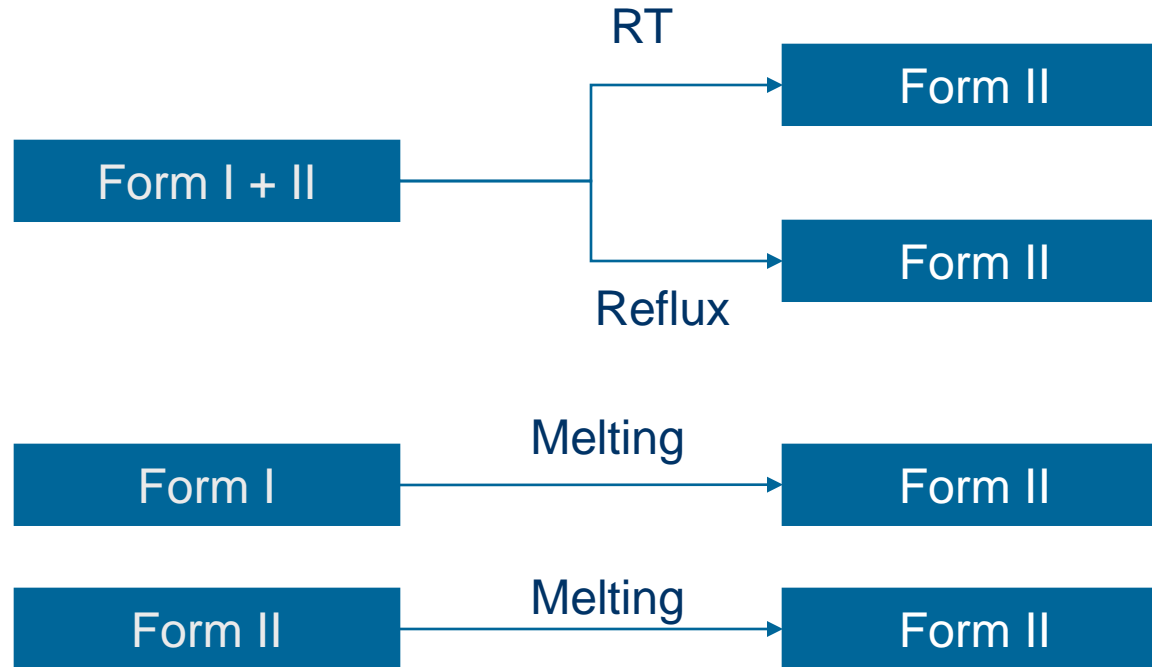 RT
Form II
Form I + II
Form II
Reflux
Melting
Form I
Form II
Melting
Form II
Form II